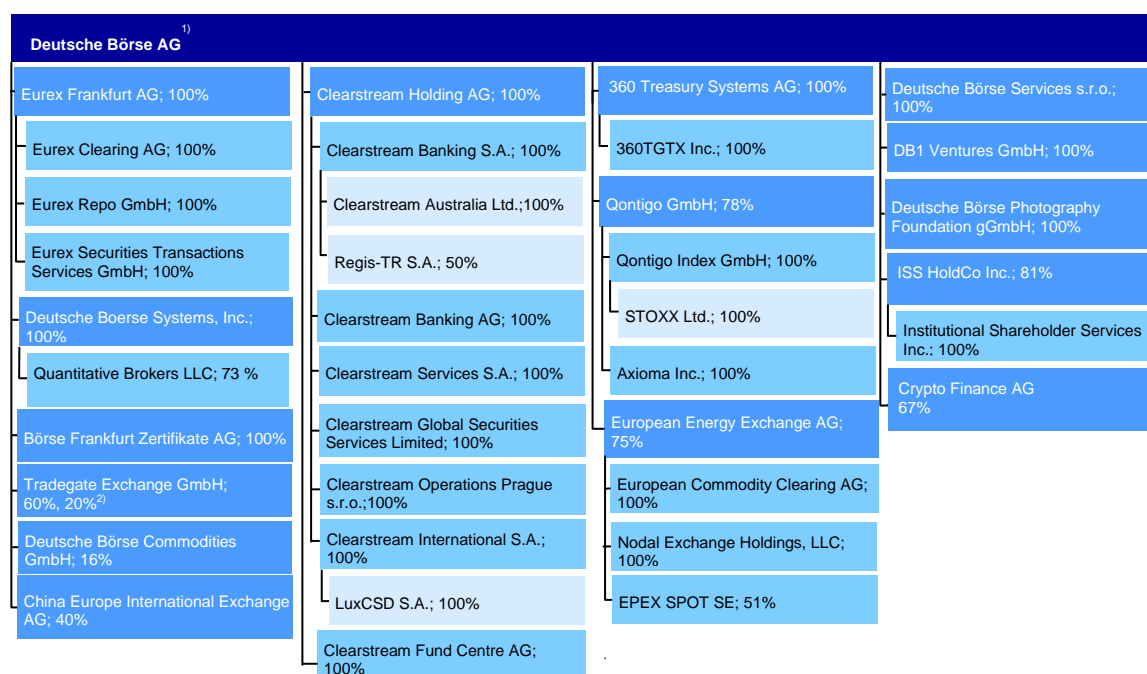 Deutsche Börse AG 1)
Eurex Frankfurt AG; 100%
Eurex Clearing AG; 100%
Eurex Repo GmbH; 100%
Eurex Securities Transactions
Services GmbH; 100%
Deutsche Boerse Systems, Inc.;
100%
Quantitative Brokers LLC; 73 %
Börse Frankfurt Zertifikate AG; 100%
Tradegate Exchange GmbH;
60%, 20%2)
Deutsche Börse Commodities
GmbH; 16%
China Europe International Exchange
AG; 40%
Clearstream Holding AG; 100%
Clearstream Banking S.A.; 100%
Clearstream Australia Ltd.;100%
Regis-TR S.A.; 50%
Clearstream Banking AG; 100%
Clearstream Services S.A.; 100%
Clearstream Global Securities
Services Limited; 100%
Clearstream Operations Prague
s.r.o.;100%
Clearstream International S.A.;
100%
LuxCSD S.A.; 100%
Clearstream Fund Centre AG;
100%
360 Treasury Systems AG; 100%
360TGTX Inc.; 100%
Qontigo GmbH; 78%
Qontigo Index GmbH; 100%
STOXX Ltd.; 100%
Axioma Inc.; 100%
European Energy Exchange AG;
75%
European Commodity Clearing AG;
100%
Nodal Exchange Holdings, LLC;
100%
EPEX SPOT SE; 51%
Deutsche Börse Services s.r.o.;
100%
DB1 Ventures GmbH; 100%
Deutsche Börse Photography
Foundation gGmbH; 100%
ISS HoldCo Inc.; 81%
Institutional Shareholder Services
Inc.; 100%
Crypto Finance AG
67%